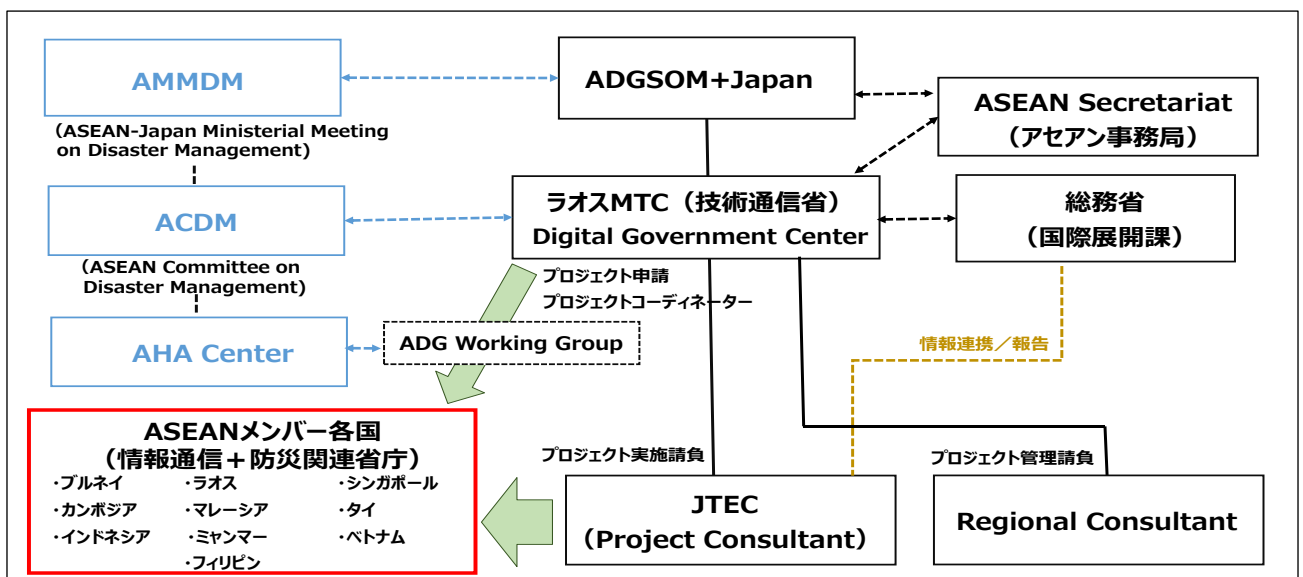 AMMDM
(ASEAN-Japan Ministerial Meeting
on Disaster Management)
ACDM
(ASEAN Committee on
Disaster Management)
AHA Center
ADGSOM+Japan
ASEAN Secretariat
（アセアン事務局）
ラオスMTC（技術通信省）
Digital Government Center
総務省
（国際展開課）
プロジェクト申請
プロジェクトコーディネーター
ADG Working Group
情報連携／報告
ASEANメンバー各国
（情報通信＋防災関連省庁）
・ブルネイ ・ラオス ・シンガポール
・カンボジア ・マレーシア ・タイ
・インドネシア ・ミャンマー ・ベトナム
・フィリピン
プロジェクト実施請負
JTEC
（Project Consultant）
プロジェクト管理請負
Regional Consultant